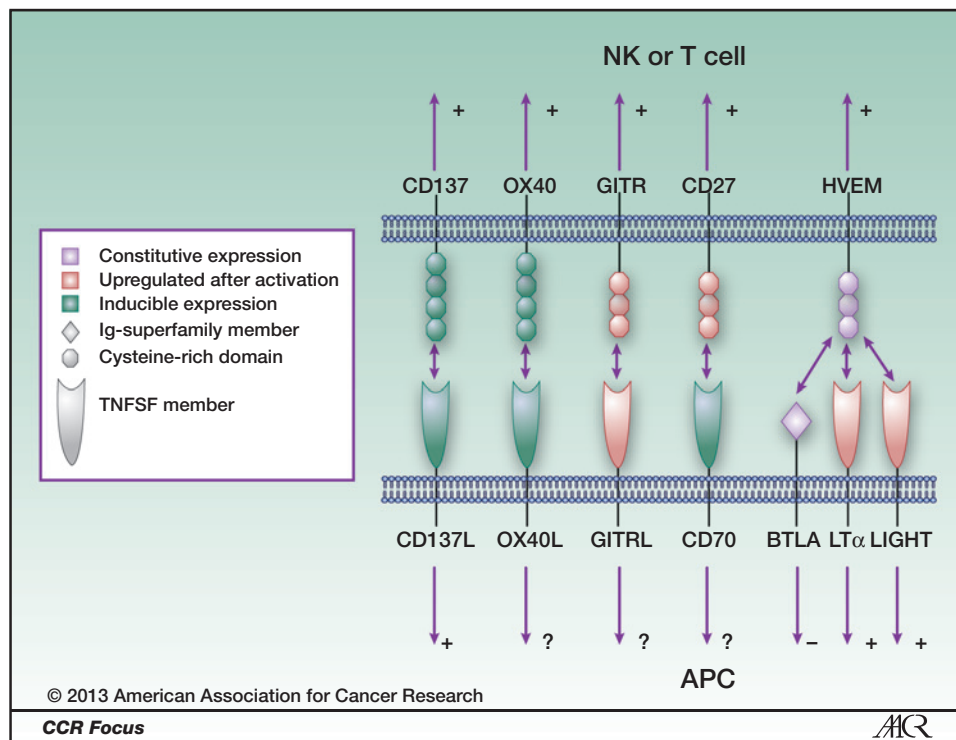 NK or T cell
+ + + + +
CD137 OX40 GITR CD27 HVEM
Constitutive expression
Upregulated after activation
Inducible expression
Ig-superfamily member
Cysteine-rich domain
TNFSF member
CD137L OX40L GITRL CD70 BTLA LTα LIGHT
+ ? ? ? – + +
APC
© 2013 American Association for Cancer Research
CCR Focus
AACR